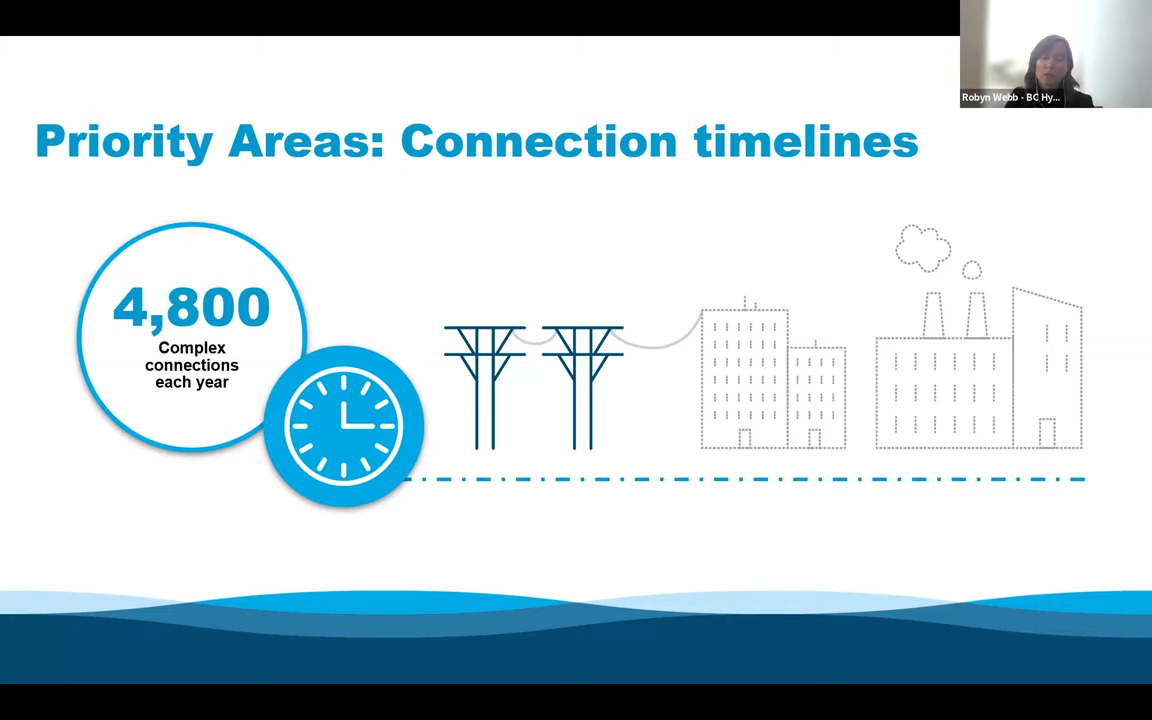 Robyn Webb - BC Hy...
Priority Areas: Connection timelines
4,800
Complex
connections
each year